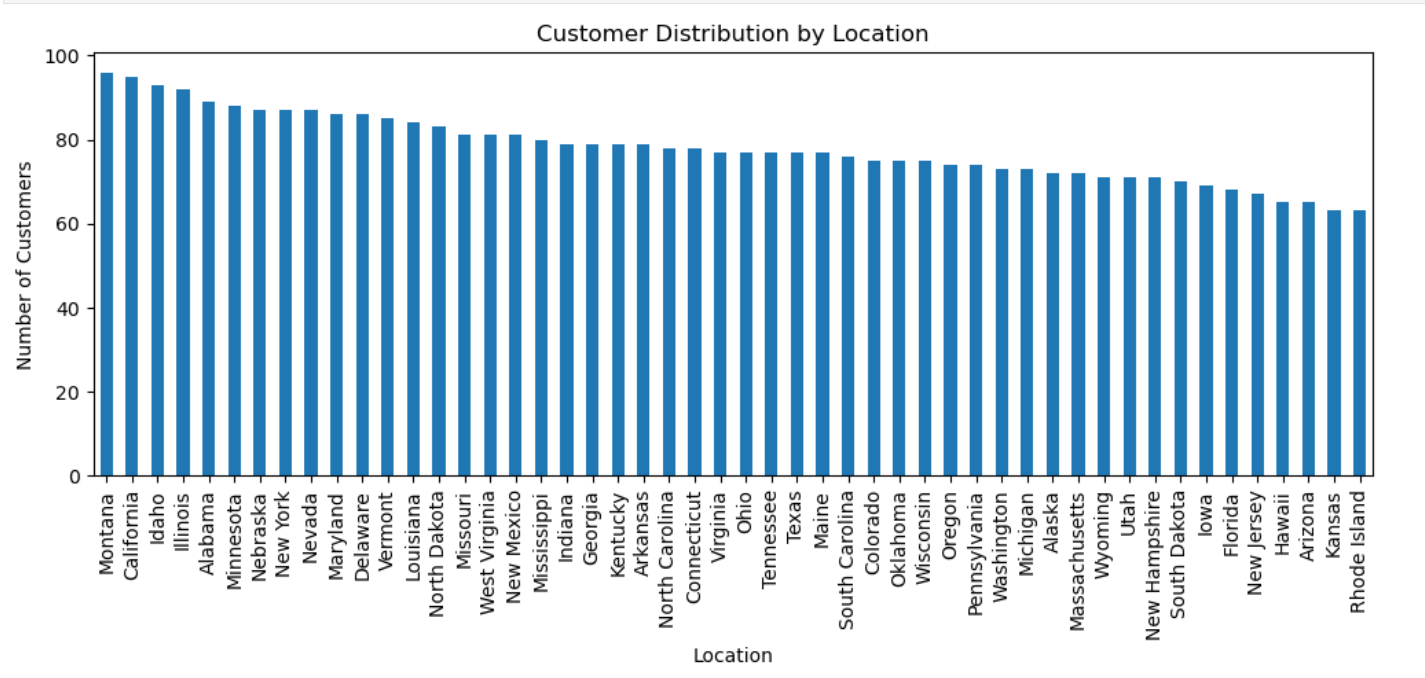 Customer Distribution by Location
Number of Customers
100
80
60
40
20
0
Montana
California
Idaho
Illinois
Alabama
Minnesota
Nebraska
New York
Nevada
Maryland
Delaware
Vermont
Louisiana
North Dakota
Missouri
West Virginia
New Mexico
Mississippi
Indiana
Georgia
Kentucky
Arkansas
North Carolina
Connecticut
Virginia
Ohio
Tennessee
Texas
Maine
South Carolina
Colorado
Oklahoma
Wisconsin
Oregon
Pennsylvania
Washington
Michigan
Alaska
Massachusetts
Wyoming
Utah
New Hampshire
South Dakota
Iowa
Florida
New Jersey
Hawaii
Arizona
Kansas
Rhode Island
Location